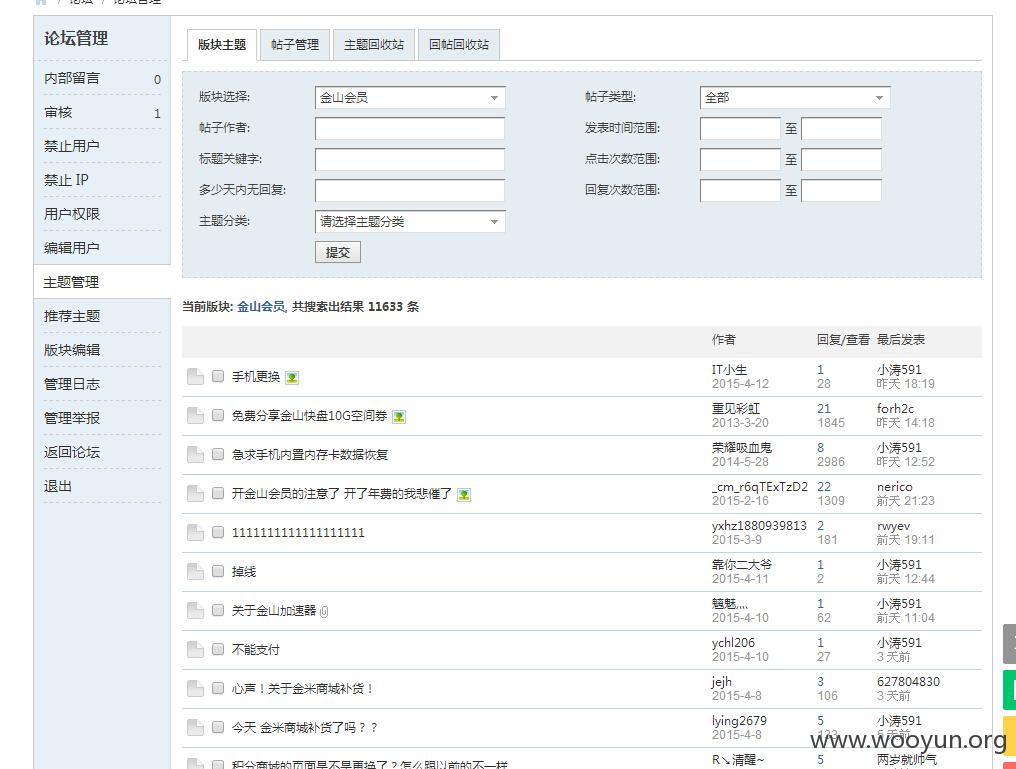 论坛管理
内部留言 0
审核 1
禁止用户
禁止 IP
用户权限
编辑用户
主题管理
推荐主题
版块编辑
管理日志
管理举报
返回论坛
退出
版块主题 帖子管理 主题回收站 回帖回收站
版块选择: 金山会员 帖子类型: 全部
帖子作者: 发表时间范围: 至
标题关键字: 点击次数范围: 至
多少天内无回复: 回复次数范围: 至
主题分类: 请选择主题分类
提交
当前版块: 金山会员, 共搜索出结果 11633 条
作者 回复/查看 最后发表
手机更换 IT小生 1 小涛591
2015-4-12 28 昨天 18:19
免费分享金山快盘10G空间券 重见彩虹 21 forh2c
2013-3-20 1845 昨天 14:18
急求手机内置内存卡数据恢复 荣耀吸血鬼 8 小涛591
2014-5-28 2986 昨天 12:52
开金山会员的注意了 开了年费的我悲催了 _cm_r6qTExTzD2 22 nerico
2015-2-16 1309 前天 21:23
1111111111111111111 yxhz1880939813 2 rwyev
2015-3-9 181 前天 19:11
掉线 靠你二大爷 1 小涛591
2015-4-11 2 前天 12:44
关于金山加速器 魑魅灬 1 小涛591
2015-4-10 62 前天 11:04
不能支付 ychl206 1 小涛591
2015-4-10 27 3 天前
心声！关于金米商城补货！ jejh 3 627804830
2015-4-8 106 3 天前
今天 金米商城补货了吗？？ lying2679 5 小涛591
2015-4-8
www.wooyun.org
积分商城的页面是不是更换了？怎么跟以前的不一样 R↘清醒~ 5 两岁就帅气